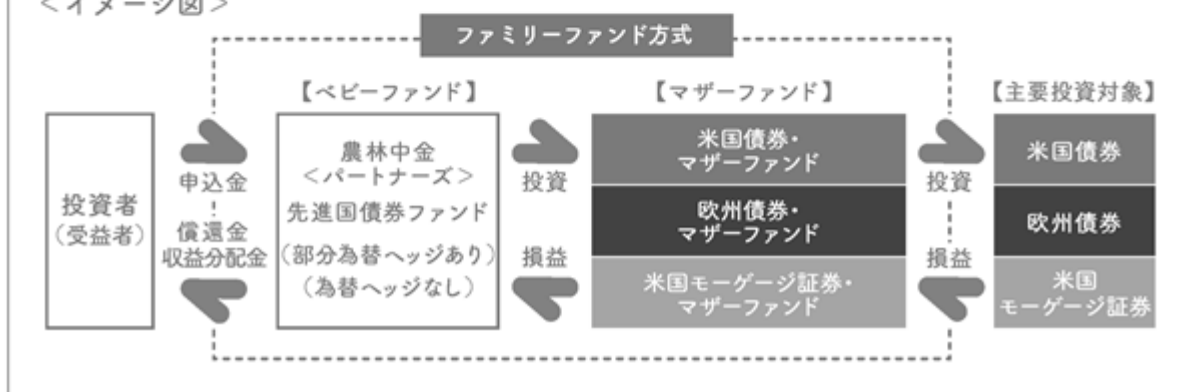 <イメージ図>
ファミリーファンド方式
【ベビーファンド】
【マザーファンド】
【主要投資対象】
投資者
(受益者)
申込金
償還金
収益分配金
農林中金
<パートナーズ>
先進国債券ファンド
(部分為替ヘッジあり)
(為替ヘッジなし)
投資
損益
米国債券・
マザーファンド
欧州債券・
マザーファンド
米国モーゲージ証券・
マザーファンド
投資
損益
米国債券
欧州債券
米国
モーゲージ証券